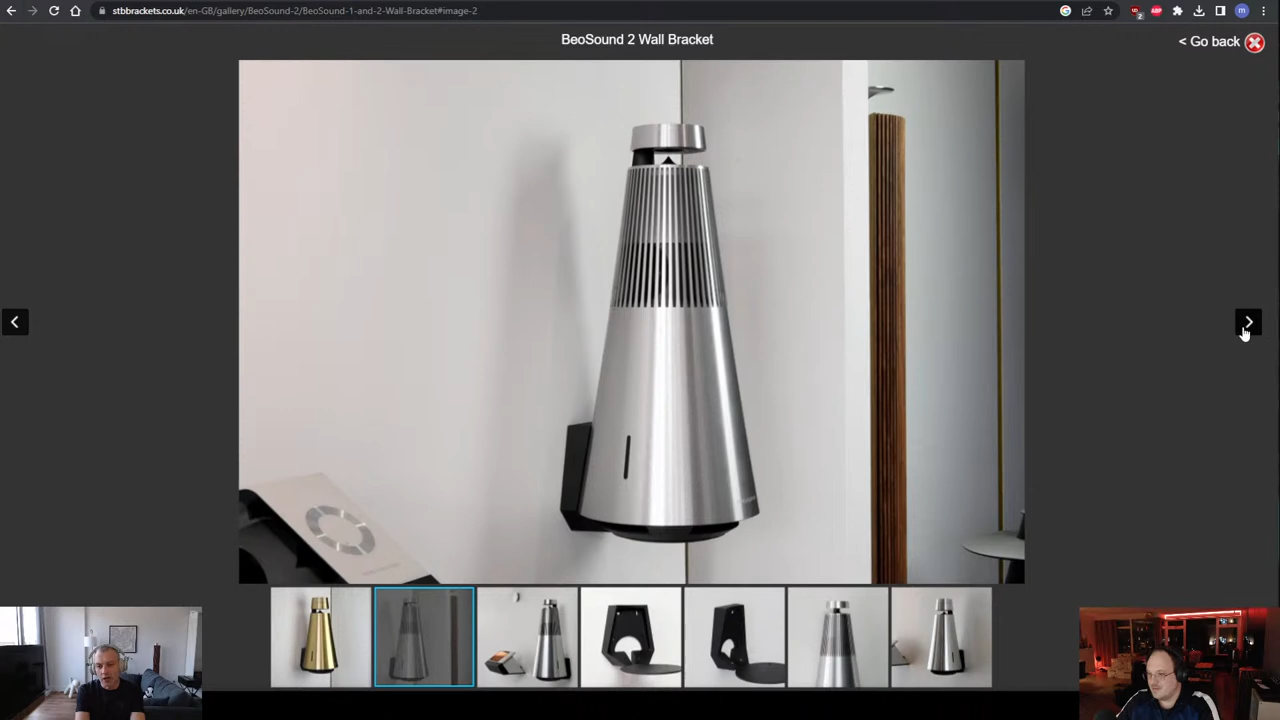 stbbrackets.co.uk/en-GB/gallery/BeoSound-2/BeoSound-1-and-2-Wall-Bracket#image-2
BeoSound 2 Wall Bracket
< Go back